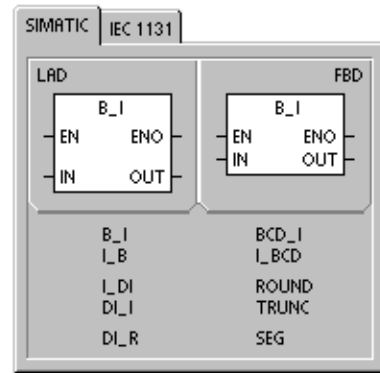 SIMATIC IEC 1131
LAD FBD
B_I B_I
EN ENO EN ENO
IN OUT IN OUT
B_I BCD_I
I_B I_BCD
I_DI ROUND
DI_I TRUNC
DI_R SEG